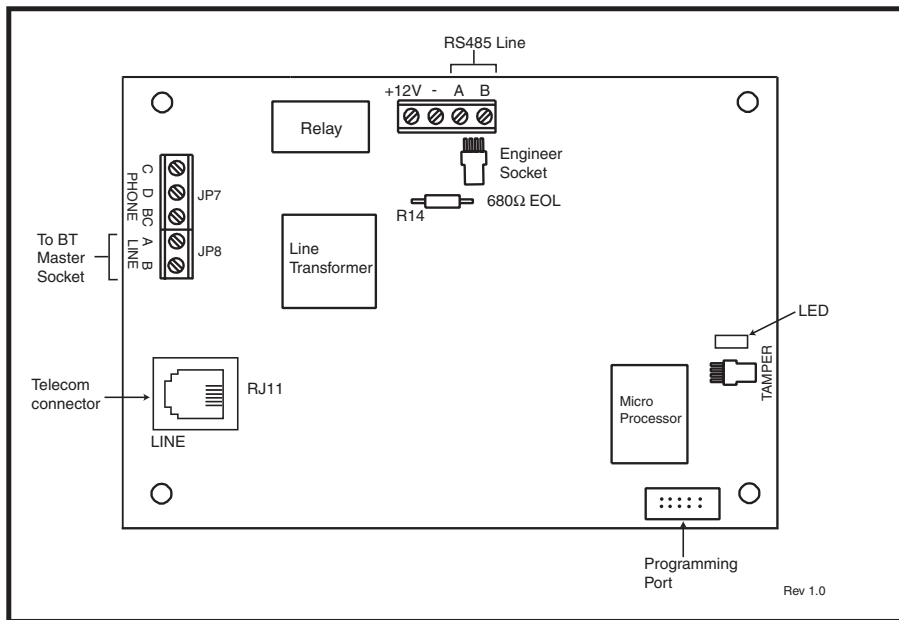 RS485 Line
+12V - A B
Relay
Engineer
Socket
C
D
BC
PHONE
JP7
680Ω EOL
R14
A
B
LINE
JP8
To BT
Master
Socket
Line
Transformer
LED
TAMPER
Telecom
connector
RJ11
LINE
Micro
Processor
Programming
Port
Rev 1.0